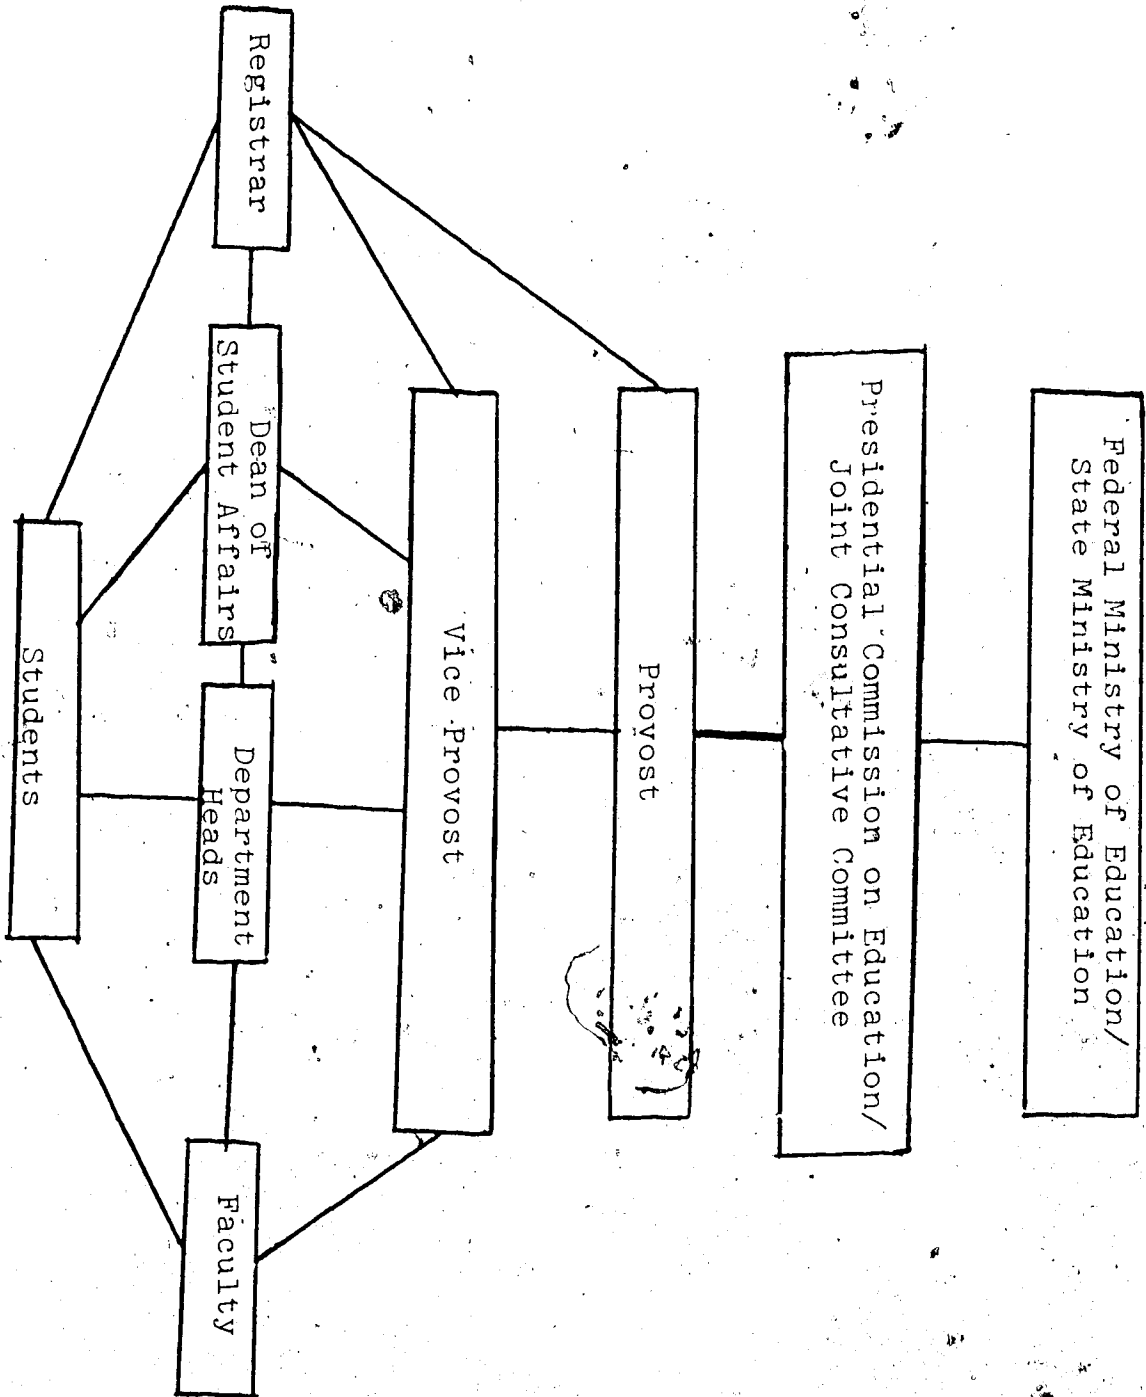 Federal Ministry of Education/
State Ministry of Education
Presidential Commission on Education/
Joint Consultative Committee
Provost
Vice Provost
Registrar
Dean of
Student Affairs
Department
Heads
Faculty
Students